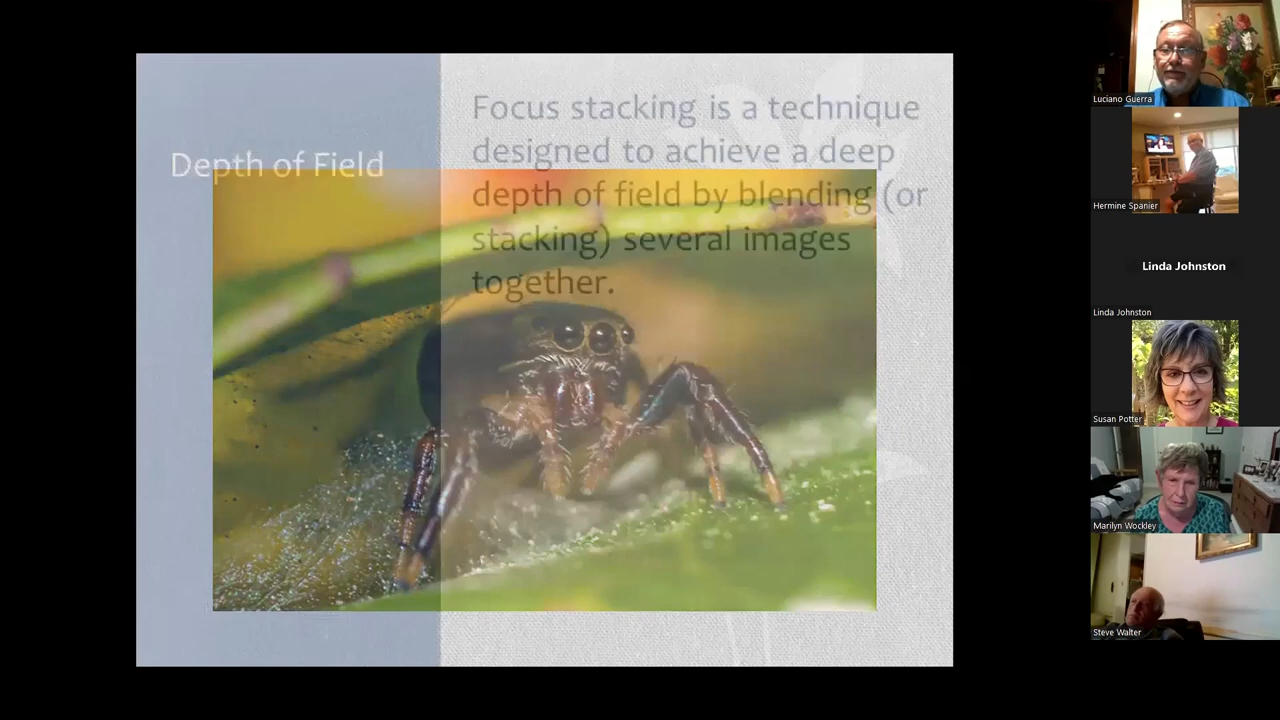 Depth of Field
Focus stacking is a technique
designed to achieve a deep
depth of field by blending (or
stacking) several images
together.
Luciano Guerra
Hermine Spanier
Linda Johnston
Linda Johnston
Susan Potter
Marilyn Wockley
Steve Walter